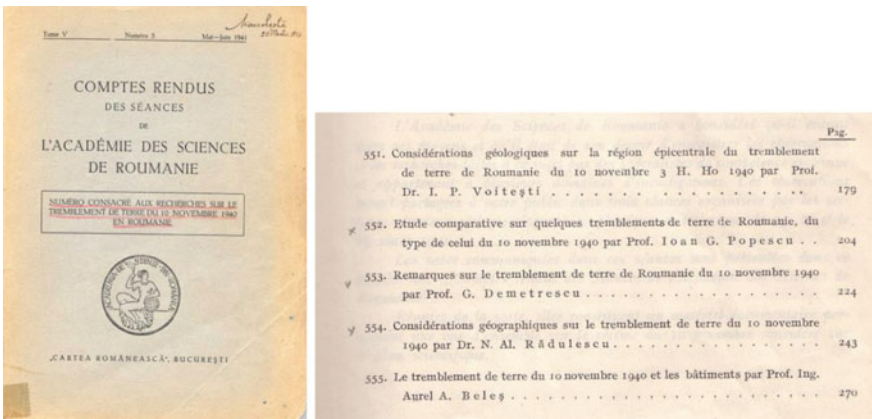 Tome V Numéro 3 Mai—Juin 1941
COMPTES RENDUS
DES SÉANCES
DE
L'ACADÉMIE DES SCIENCES
DE ROUMANIE
NUMÉRO CONSACRÉ AUX RECHERCHES SUR LE
TREMBLEMENT DE TERRE DU 10 NOVEMBRE 1940
EN ROUMANIE
„CARTEA ROMÂNEASCĂ", BUCUREȘTI
Pag.
551. Considérations géologiques sur la région épicentrale du tremblement
de terre de Roumanie du 10 novembre 3 H. Ho 1940 par Prof.
Dr. I. P. Voitești . . . . . . . . . . . . . . . . . 179
552. Etude comparative sur quelques tremblements de terre de Roumanie, du
type de celui du 10 novembre 1940 par Prof. Ioan G. Popescu . . 204
553. Remarques sur le tremblement de terre de Roumanie du 10 novembre 1940
par Prof. G. Demetrescu . . . . . . . . . . . . . . . . . . 224
554. Considérations géographiques sur le tremblement de terre du 10 novembre
1940 par Dr. N. Al. Rădulescu . . . . . . . . . . . . . . . . 243
555. Le tremblement de terre du 10 novembre 1940 et les bâtiments par Prof. Ing.
Aurel A. Beleș . . . . . . . . . . . . . . . . . . . . . 270